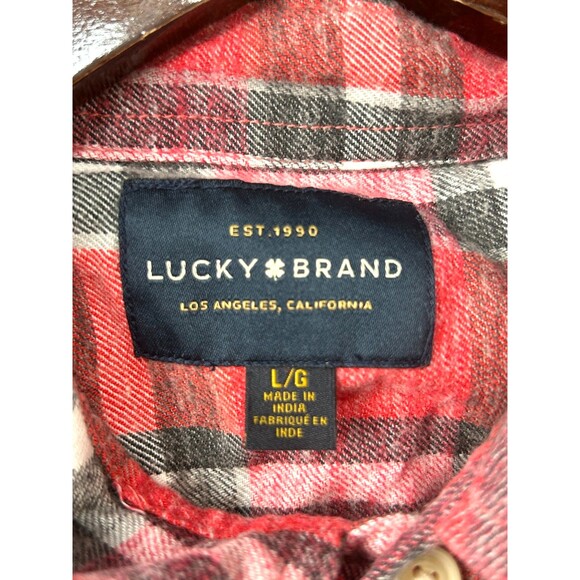 EST.1990
LUCKY BRAND
LOS ANGELES, CALIFORNIA
L/G
MADE IN
INDIA
FABRIQUÉ EN
INDE